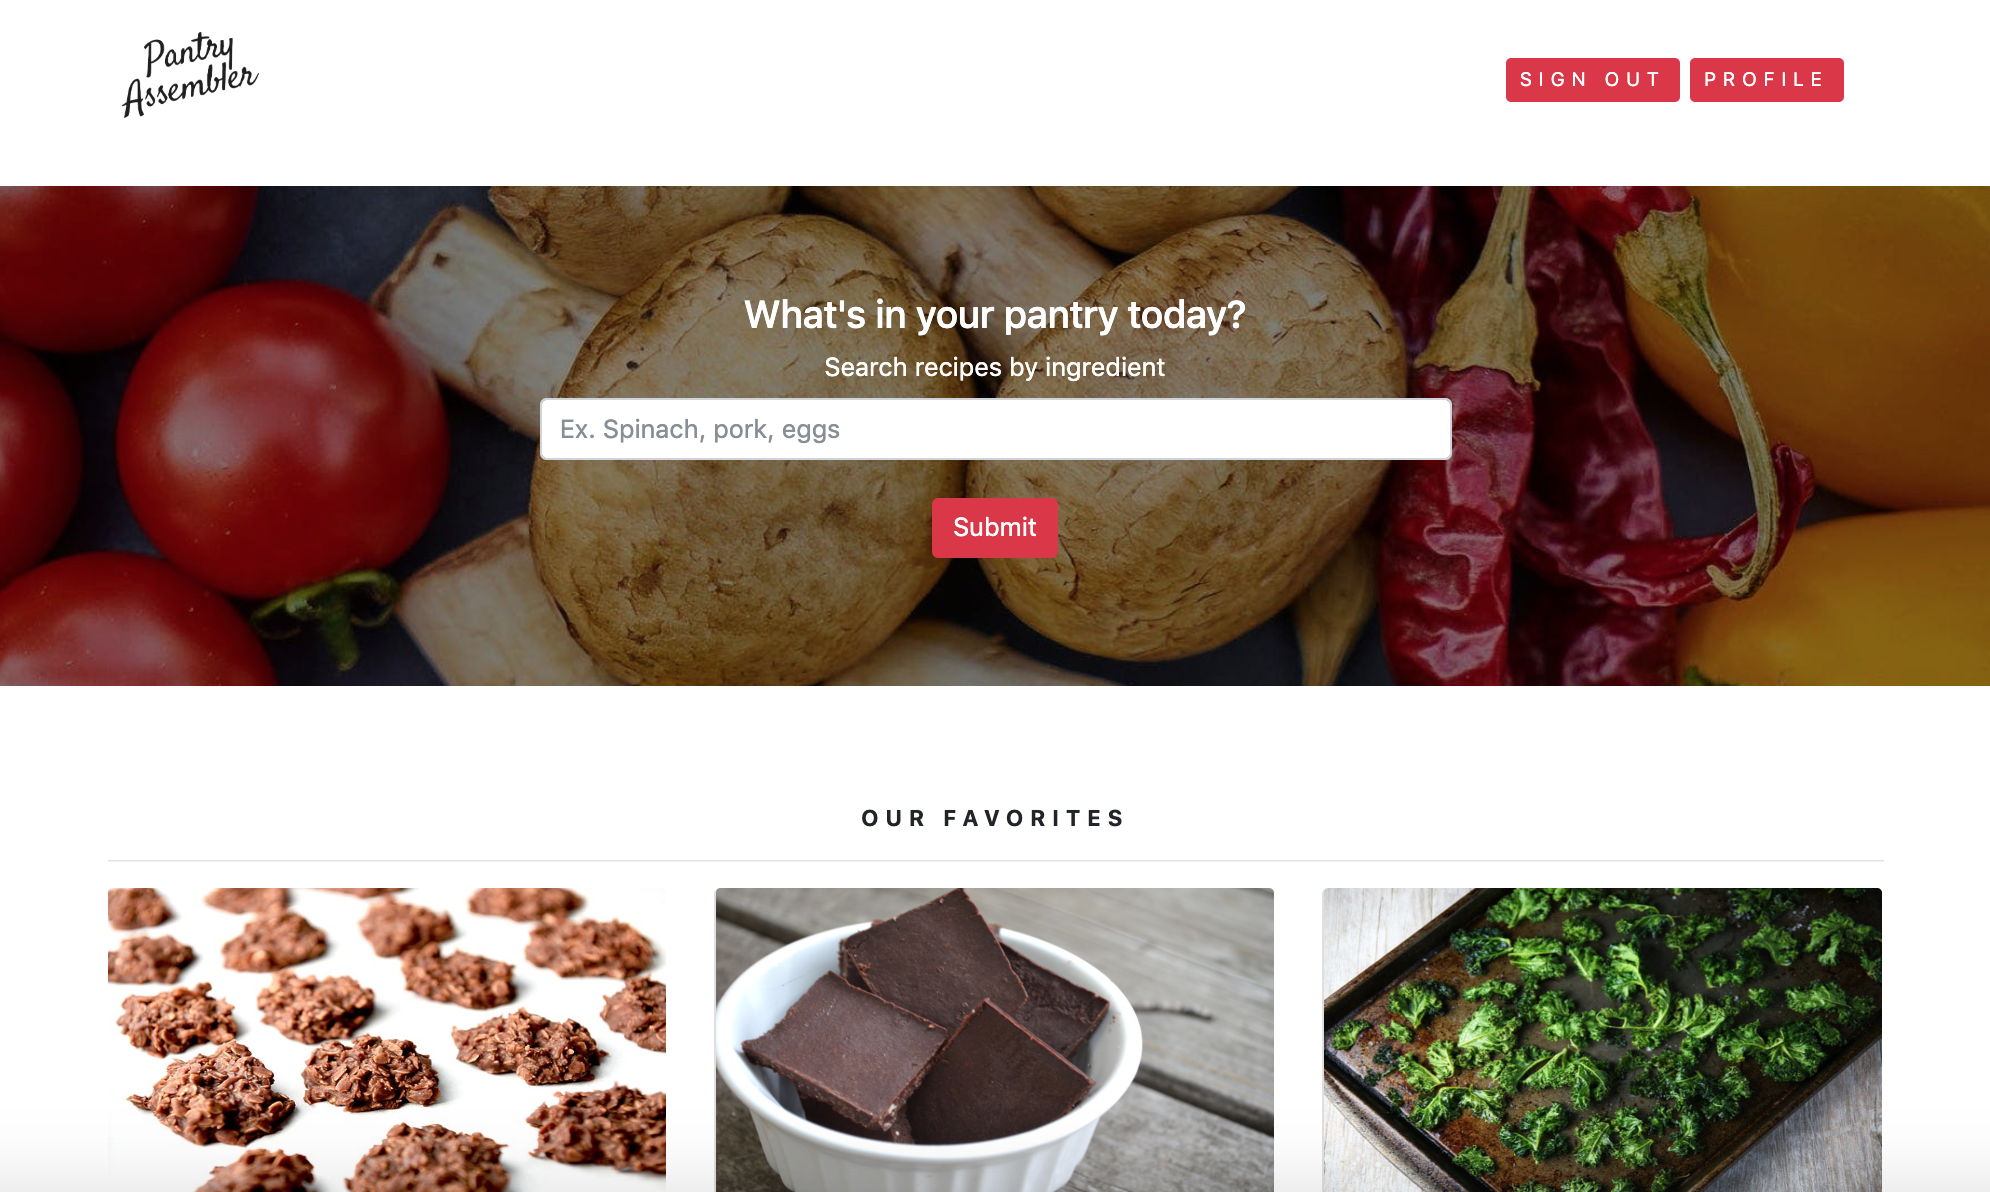 Pantry
Assembler
SIGN OUT
PROFILE
What's in your pantry today?
Search recipes by ingredient
Ex. Spinach, pork, eggs
Submit
OUR FAVORITES